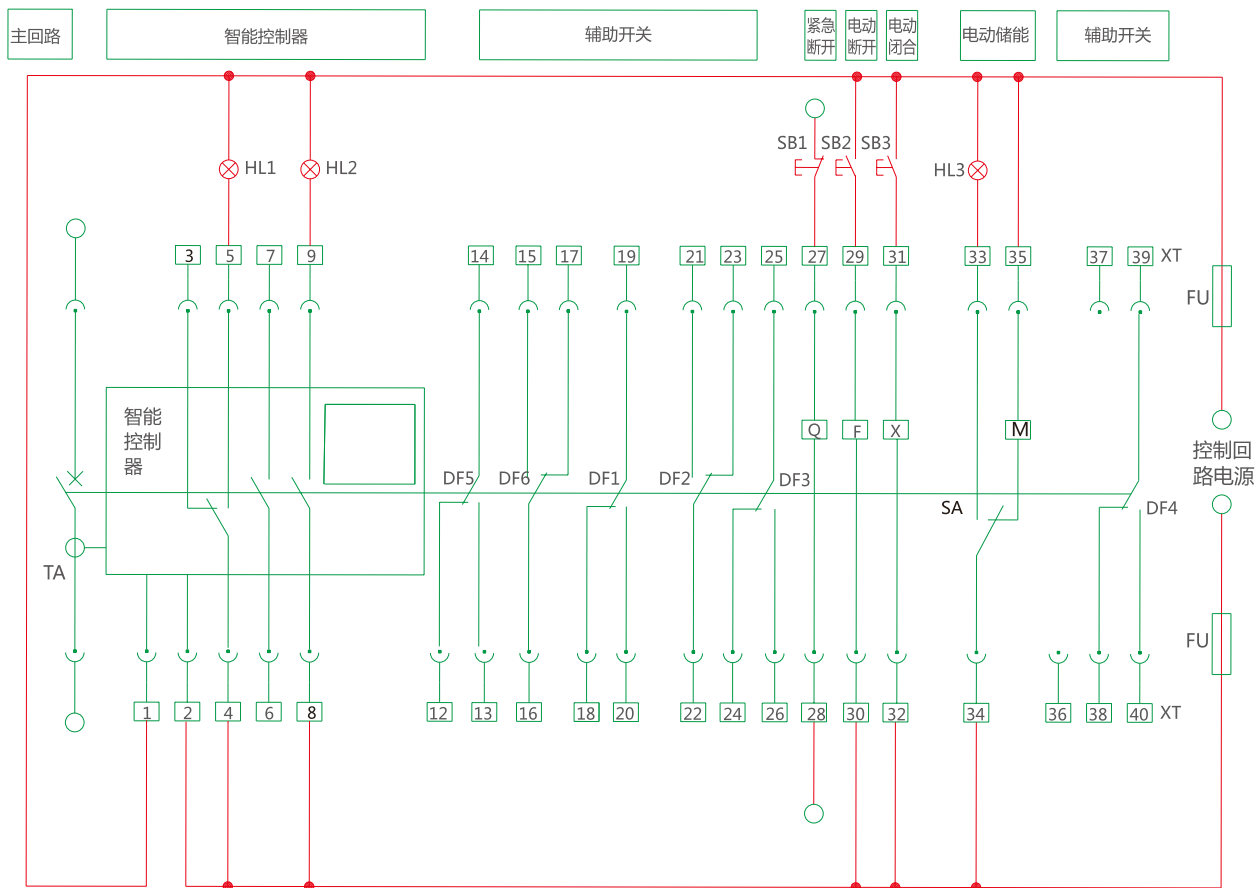 主回路
智能控制器
辅助开关
紧急
断开
电动
断开
电动
闭合
电动储能
辅助开关
SB1
SB2
SB3
HL1
HL2
HL3
3
5
7
9
14
15
17
19
21
23
25
27
29
31
33
35
37
39
XT
FU
智能
控制
器
Q
F
X
M
控制回
路电源
DF5
DF6
DF1
DF2
DF3
SA
DF4
TA
FU
1
2
4
6
8
12
13
16
18
20
22
24
26
28
30
32
34
36
38
40
XT